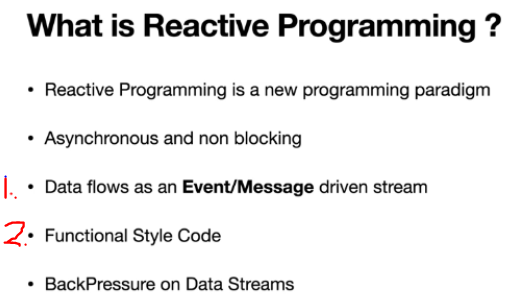 What is Reactive Programming ?
• Reactive Programming is a new programming paradigm
• Asynchronous and non blocking
1. • Data flows as an Event/Message driven stream
2. • Functional Style Code
• BackPressure on Data Streams